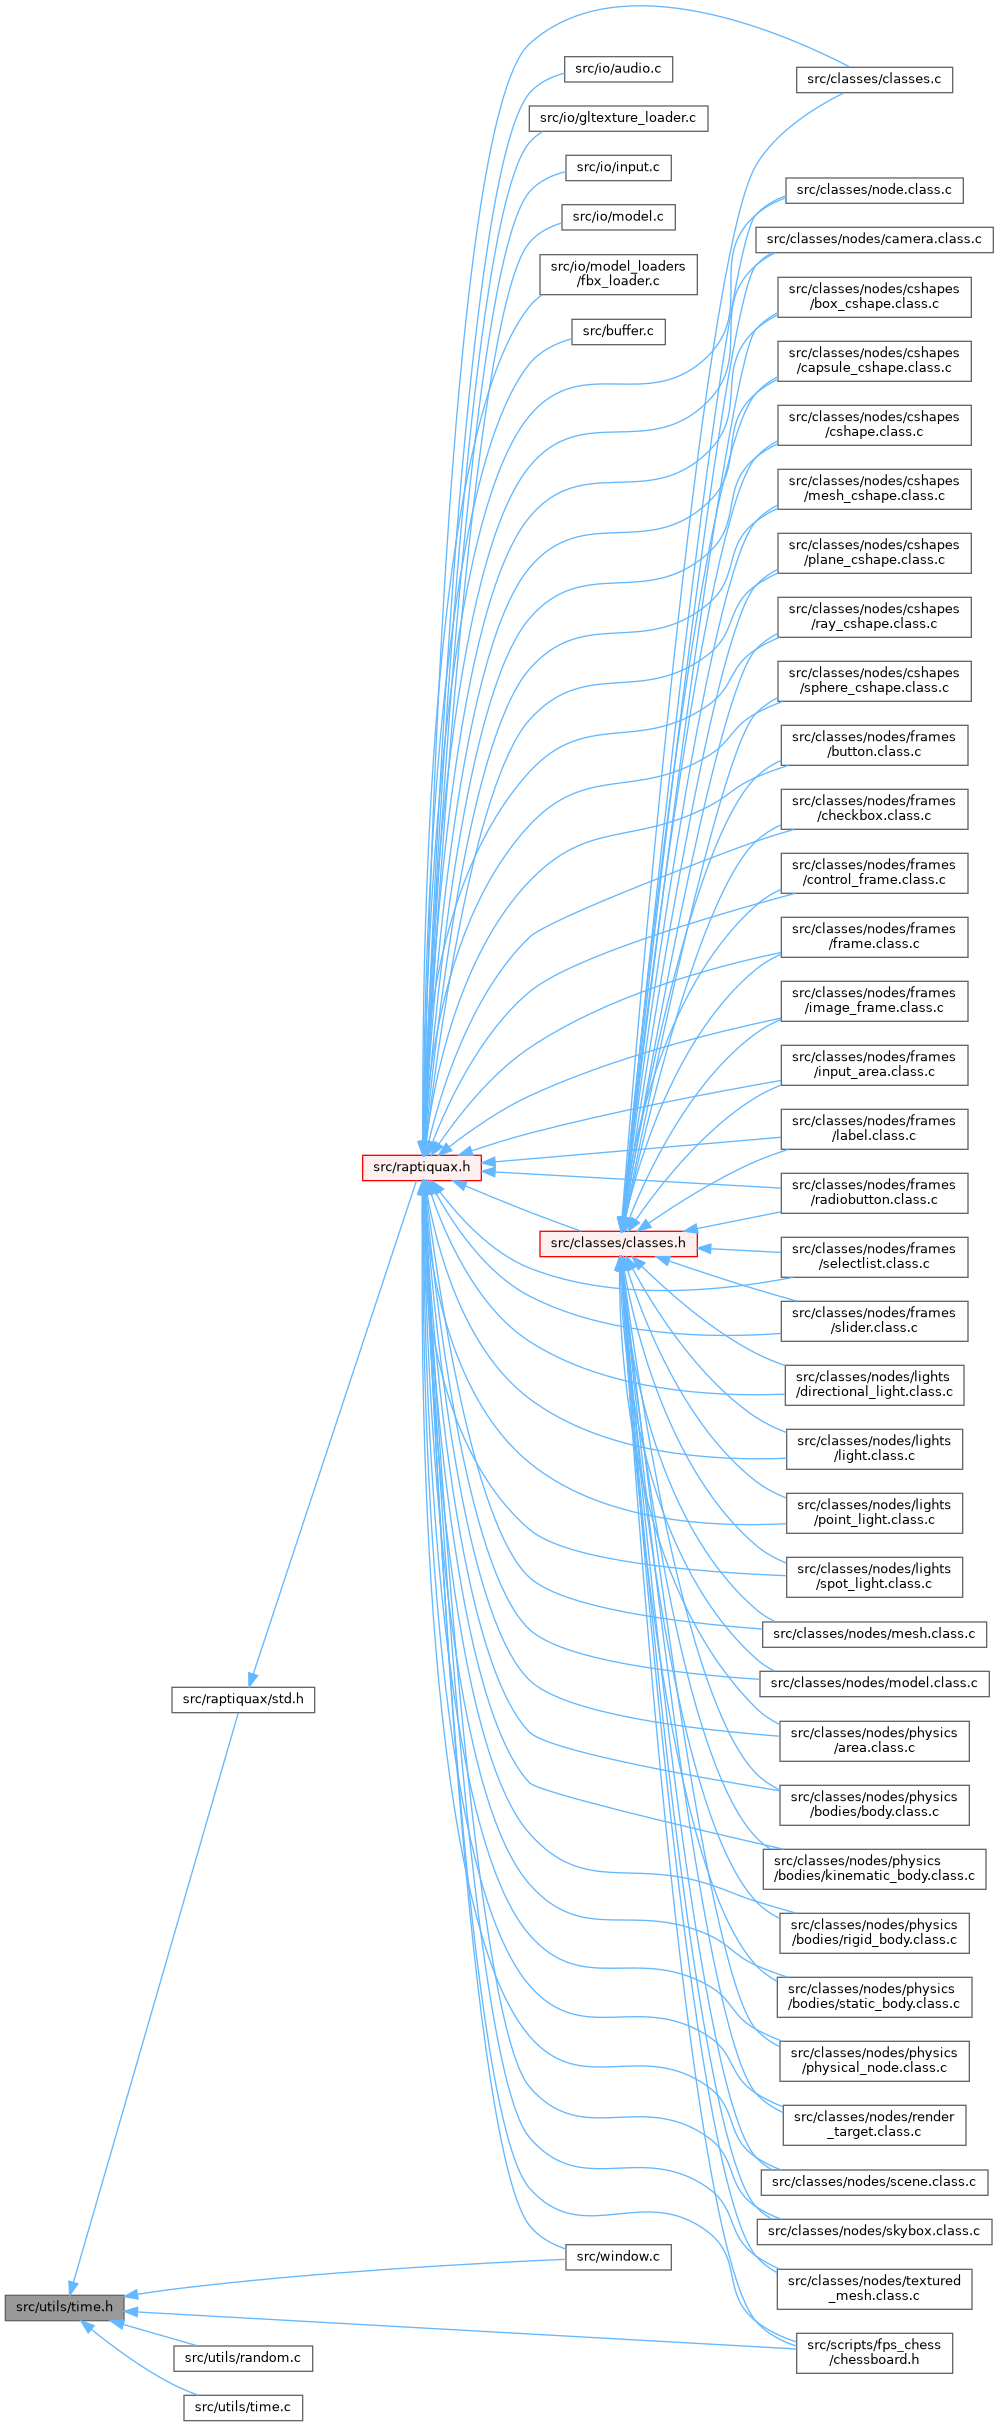 src/io/audio.c
src/classes/classes.c
src/io/gltexture_loader.c
src/io/input.c
src/classes/node.class.c
src/io/model.c
src/classes/nodes/camera.class.c
src/io/model_loaders
/fbx_loader.c
src/classes/nodes/cshapes
/box_cshape.class.c
src/buffer.c
src/classes/nodes/cshapes
/capsule_cshape.class.c
src/classes/nodes/cshapes
/cshape.class.c
src/classes/nodes/cshapes
/mesh_cshape.class.c
src/classes/nodes/cshapes
/plane_cshape.class.c
src/classes/nodes/cshapes
/ray_cshape.class.c
src/classes/nodes/cshapes
/sphere_cshape.class.c
src/classes/nodes/frames
/button.class.c
src/classes/nodes/frames
/checkbox.class.c
src/classes/nodes/frames
/control_frame.class.c
src/classes/nodes/frames
/frame.class.c
src/classes/nodes/frames
/image_frame.class.c
src/classes/nodes/frames
/input_area.class.c
src/classes/nodes/frames
/label.class.c
src/raptiquax.h
src/classes/nodes/frames
/radiobutton.class.c
src/classes/classes.h
src/classes/nodes/frames
/selectlist.class.c
src/classes/nodes/frames
/slider.class.c
src/classes/nodes/lights
/directional_light.class.c
src/classes/nodes/lights
/light.class.c
src/classes/nodes/lights
/point_light.class.c
src/classes/nodes/lights
/spot_light.class.c
src/classes/nodes/mesh.class.c
src/classes/nodes/model.class.c
src/raptiquax/std.h
src/classes/nodes/physics
/area.class.c
src/classes/nodes/physics
/bodies/body.class.c
src/classes/nodes/physics
/bodies/kinematic_body.class.c
src/classes/nodes/physics
/bodies/rigid_body.class.c
src/classes/nodes/physics
/bodies/static_body.class.c
src/classes/nodes/physics
/physical_node.class.c
src/classes/nodes/render
_target.class.c
src/classes/nodes/scene.class.c
src/classes/nodes/skybox.class.c
src/window.c
src/classes/nodes/textured
_mesh.class.c
src/utils/time.h
src/scripts/fps_chess
/chessboard.h
src/utils/random.c
src/utils/time.c